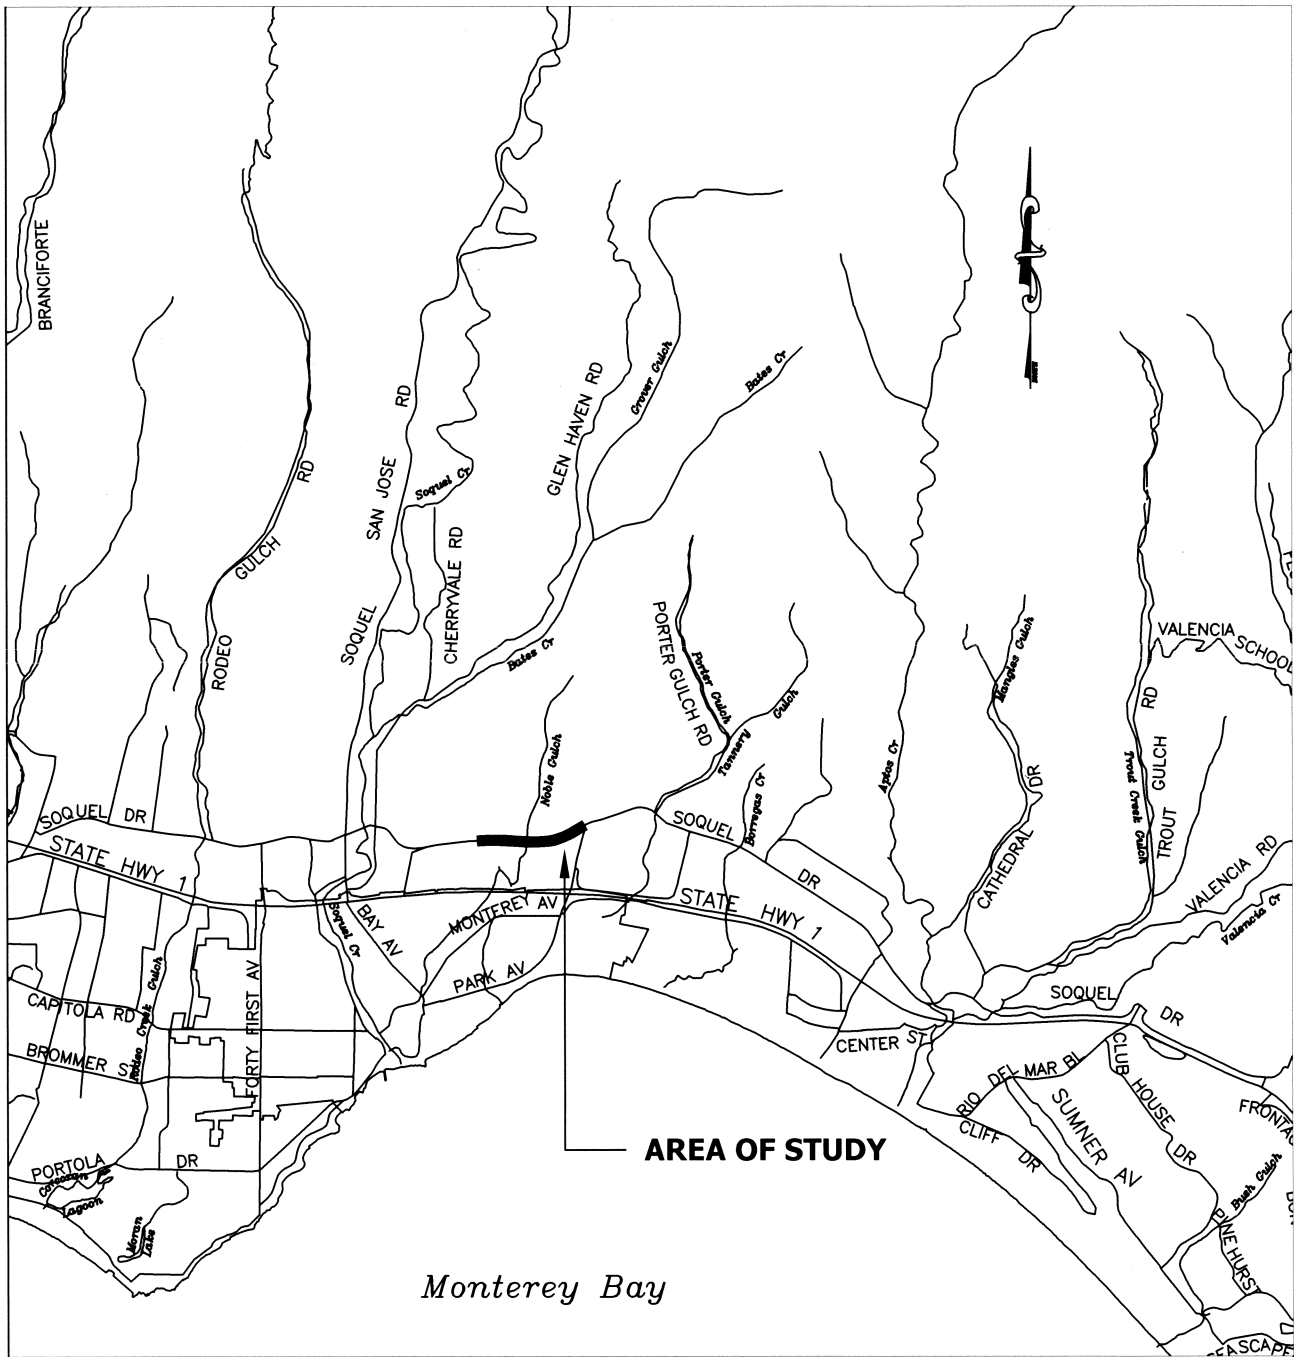 BRANCIFORTE
RD
GULCH
RODEO
RD
SAN JOSE
SOQUEL
Soquel Cr
CHERRYVALE RD
GLEN HAVEN RD
Grover Gulch
Bates Cr
Bates Cr
PORTER GULCH RD
Porter Gulch
Tannery
Gulch
Noble Gulch
Borregas Cr
Aptos Cr
Mangles Gulch
CATHEDRAL
DR
VALENCIA
SCHOOL
RD
GULCH
TROUT
Trout Creek Gulch
VALENCIA RD
Valencia Cr
SOQUEL DR
STATE HWY 1
SOQUEL
DR
STATE HWY 1
MONTEREY AV
BAY AV
Soquel Cr
PARK AV
FORTY FIRST AV
CAPITOLA RD
Rodeo Creek Gulch
BROMMER ST
SOQUEL
DR
CENTER ST
RIO DEL MAR BL
CLUB HOUSE DR
SUMNER AV
CLIFF DR
FRONTAG
Bush Gulch
PINEHURST
PORTOLA
DR
Corcoran
Lagoon
Moran
Lake
AREA OF STUDY
Monterey Bay
SEASCAPE